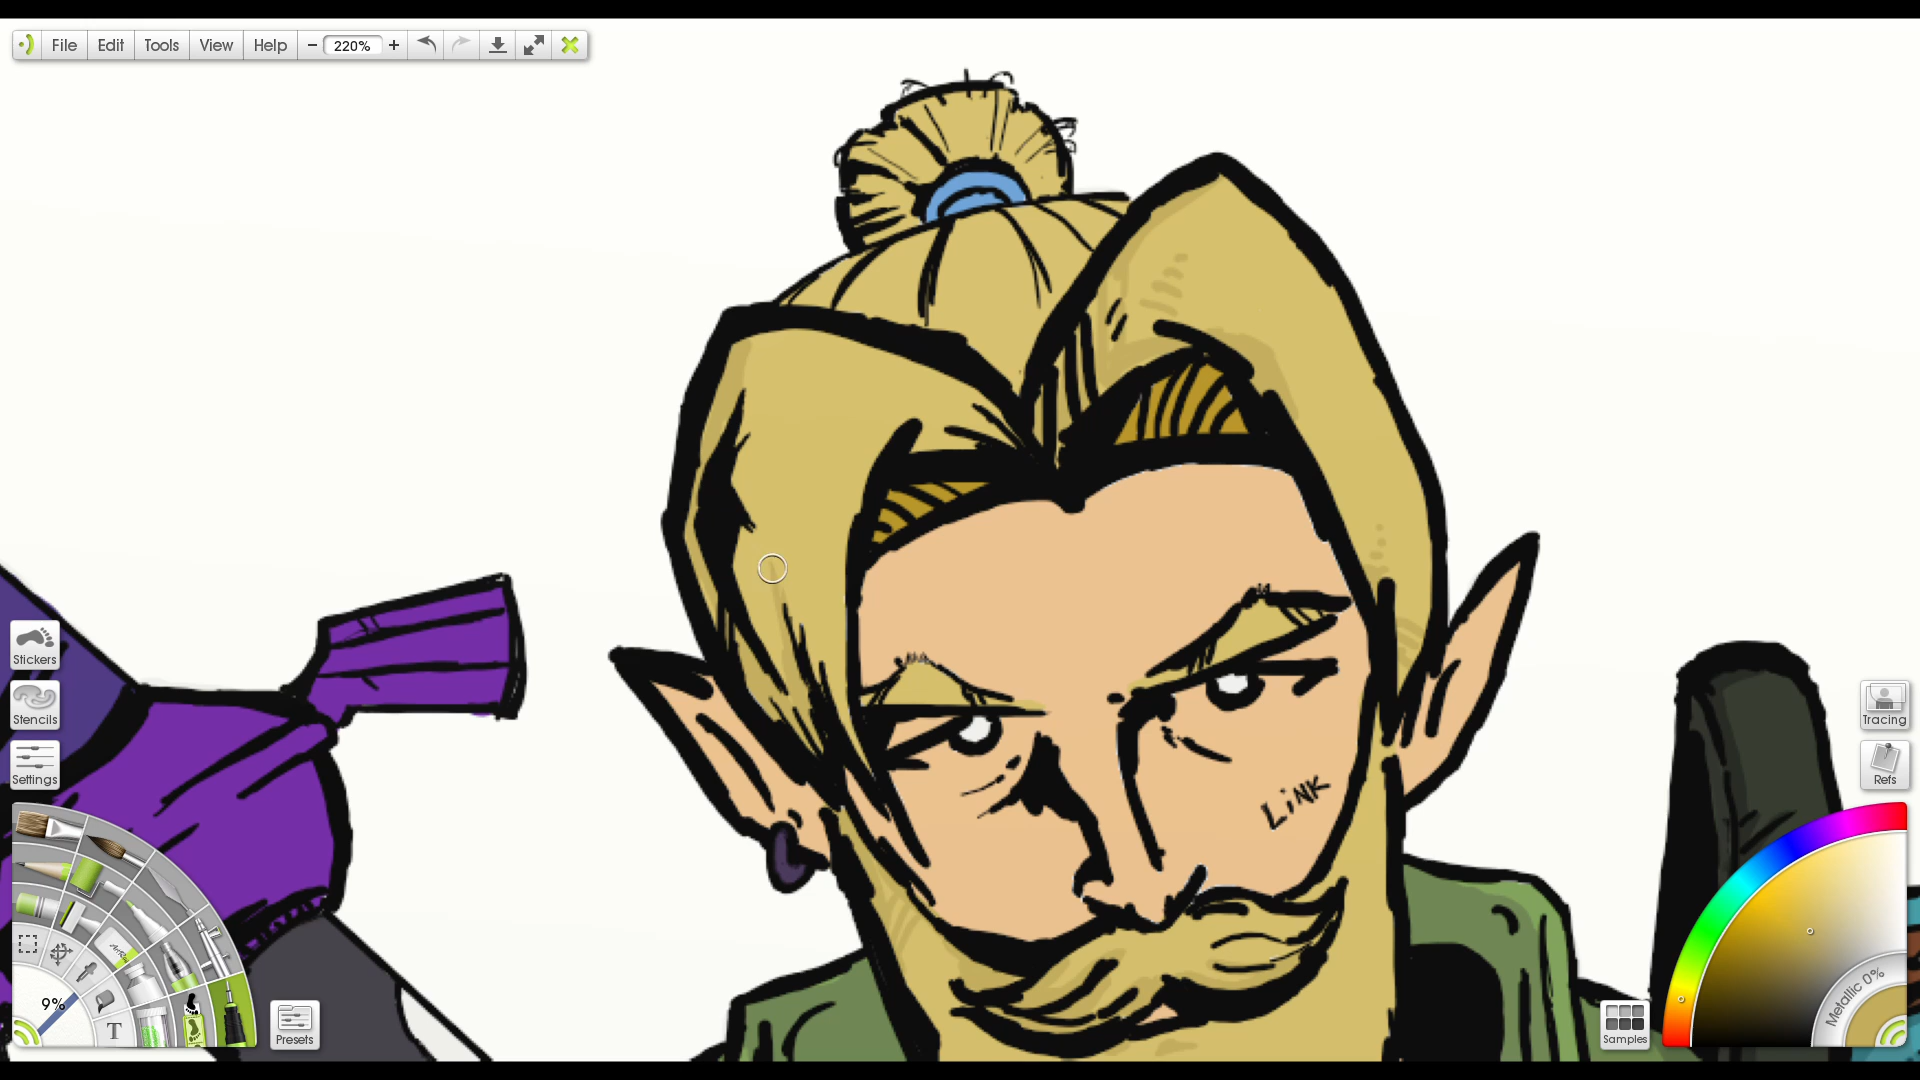 File Edit Tools View Help − 220% +
LiNK
Stickers
Stencils
Settings
Tracing
Refs
9%
T
Presets
Metallic 0%
Samples